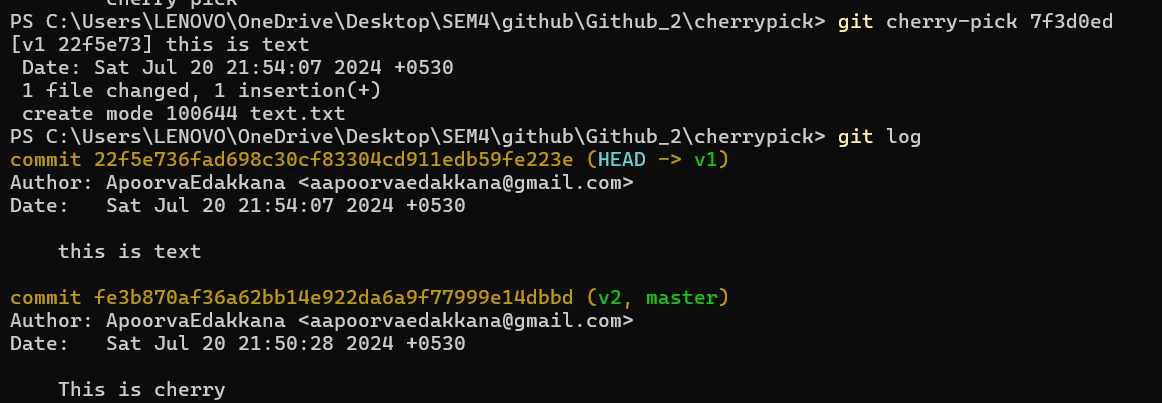 cherry pick
PS C:\Users\LENOVO\OneDrive\Desktop\SEM4\github\Github_2\cherrypick> git cherry-pick 7f3d0ed
[v1 22f5e73] this is text
 Date: Sat Jul 20 21:54:07 2024 +0530
 1 file changed, 1 insertion(+)
 create mode 100644 text.txt
PS C:\Users\LENOVO\OneDrive\Desktop\SEM4\github\Github_2\cherrypick> git log
commit 22f5e736fad698c30cf83304cd911edb59fe223e (HEAD -> v1)
Author: ApoorvaEdakkana <aapoorvaedakkana@gmail.com>
Date:   Sat Jul 20 21:54:07 2024 +0530
    this is text
commit fe3b870af36a62bb14e922da6a9f77999e14dbbd (v2, master)
Author: ApoorvaEdakkana <aapoorvaedakkana@gmail.com>
Date:   Sat Jul 20 21:50:28 2024 +0530
    This is cherry